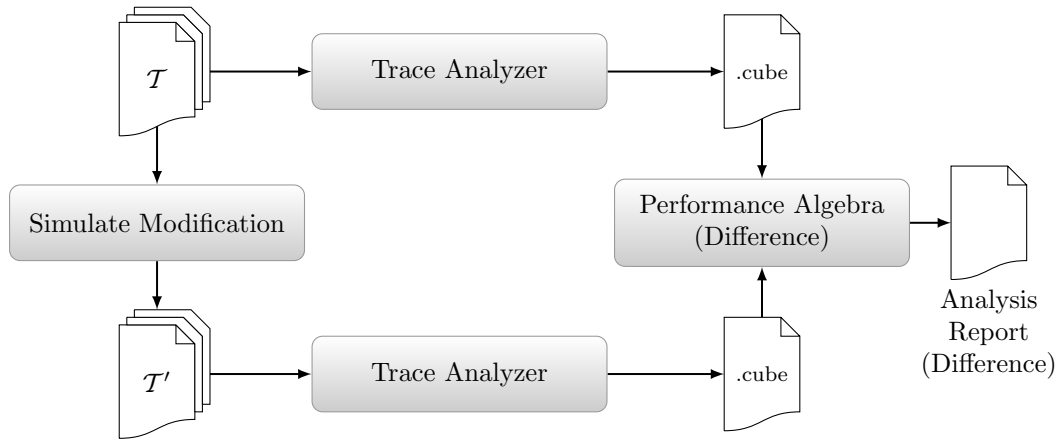 𝒯
Trace Analyzer
.cube
Simulate Modification
Performance Algebra
(Difference)
Analysis
Report
(Difference)
𝒯′
Trace Analyzer
.cube